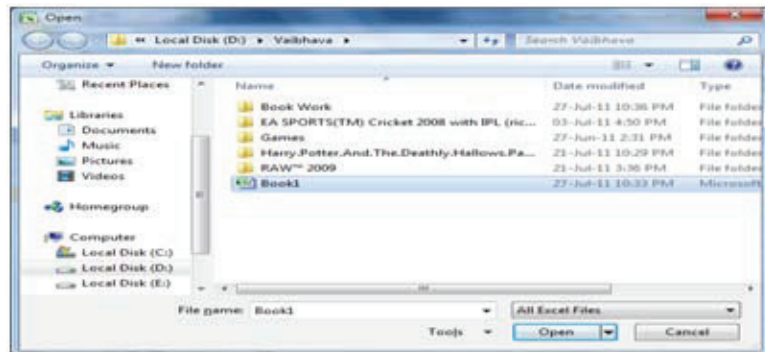 Open
Local Disk (D:) Vaibhava Search Vaibhava
Organize New folder
Recent Places
Libraries
Documents
Music
Pictures
Videos
Homegroup
Computer
Local Disk (C:)
Local Disk (D:)
Local Disk (E:)
Name Date modified Type
Book Work 27-Jul-11 10:36 PM File folder
EA SPORTS(TM) Cricket 2008 with IPL (ric... 03-Jul-11 4:50 PM File folder
Games 27-Jun-11 2:31 PM File folder
Harry.Potter.And.The.Deathly.Hallows.Pa... 21-Jul-11 10:29 PM File folder
RAW™ 2009 21-Jul-11 3:36 PM File folder
Book1 27-Jul-11 10:33 PM Microsoft
File name: Book1 All Excel Files
Tools Open Cancel